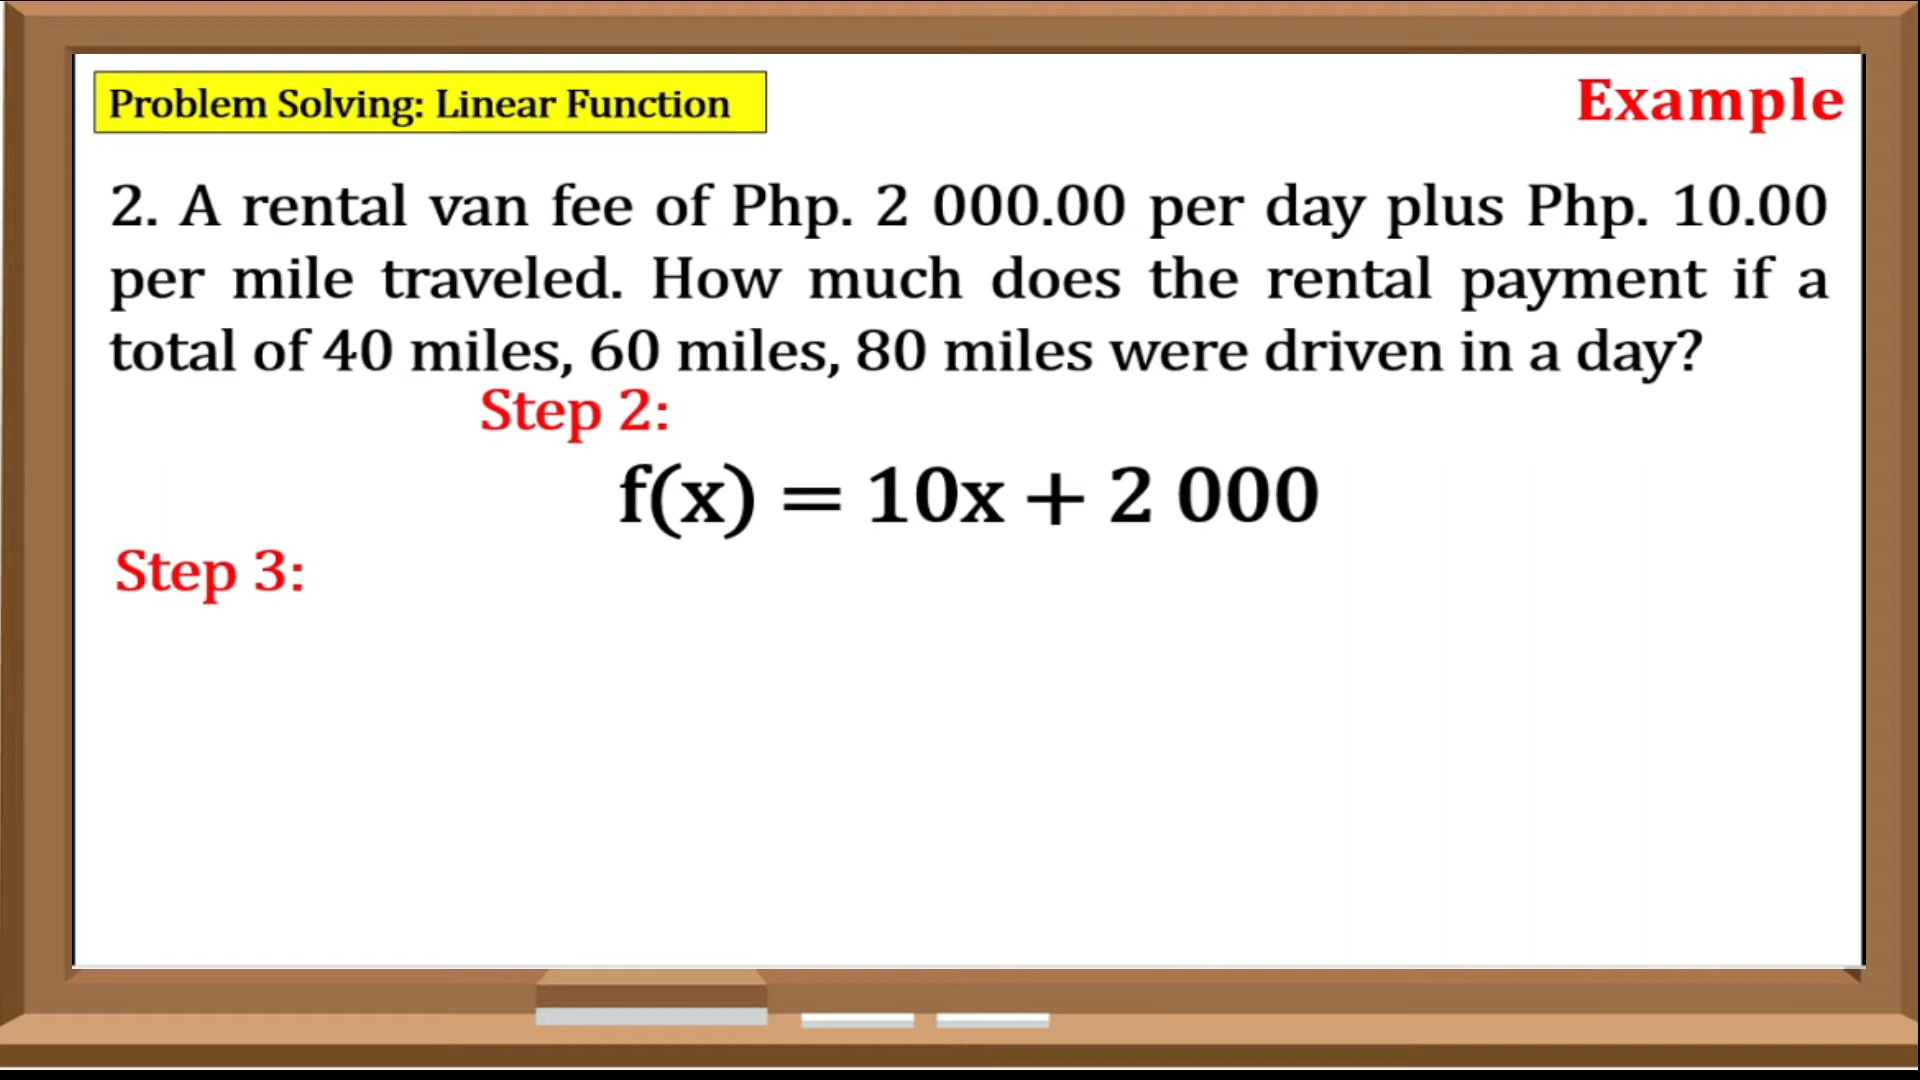 Problem Solving: Linear Function
Example
2. A rental van fee of Php. 2 000.00 per day plus Php. 10.00
per mile traveled. How much does the rental payment if a
total of 40 miles, 60 miles, 80 miles were driven in a day?
Step 2:
f(x) = 10x + 2 000
Step 3: